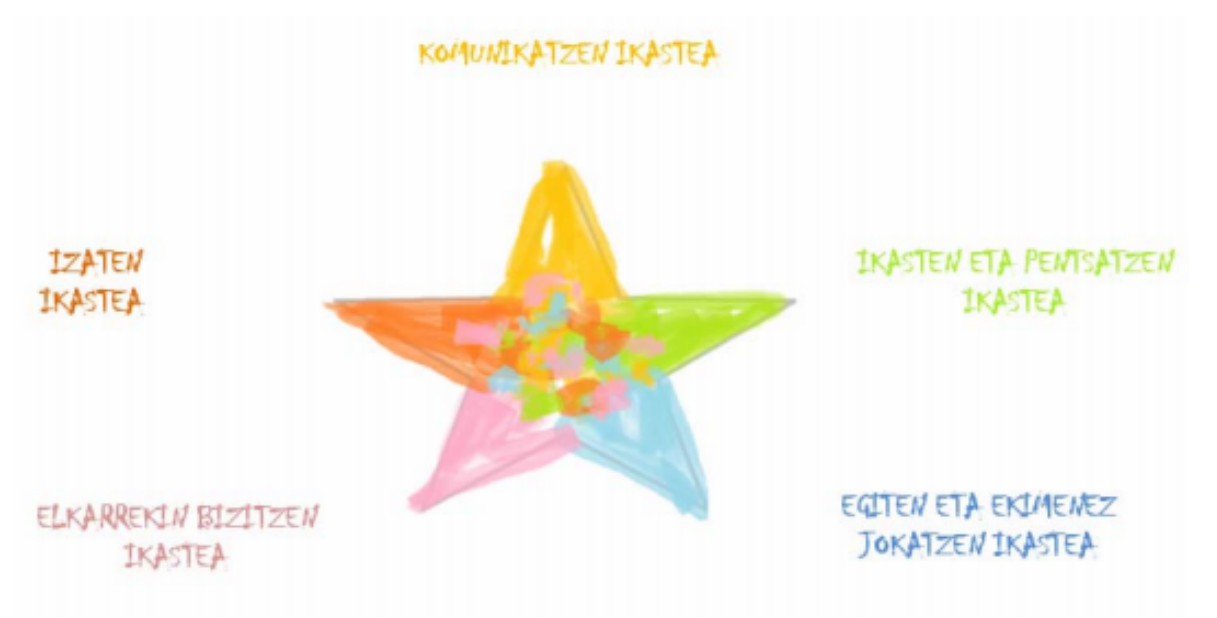 KOMUNIKATZEN IKASTEA
IZATEN
IKASTEA
IKASTEN ETA PENTSATZEN
IKASTEA
ELKARREKIN BIZITZEN
IKASTEA
EGITEN ETA EKIMENEZ
JOKATZEN IKASTEA